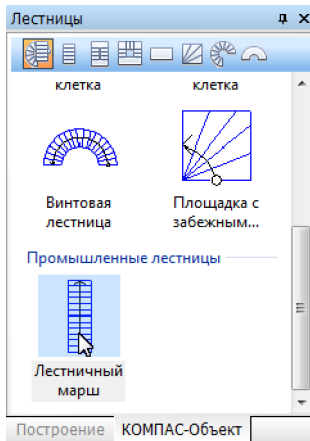 Лестницы
клетка клетка
Винтовая Площадка с
лестница забежным...
Промышленные лестницы
Лестничный
марш
Построение КОМПАС-Объект